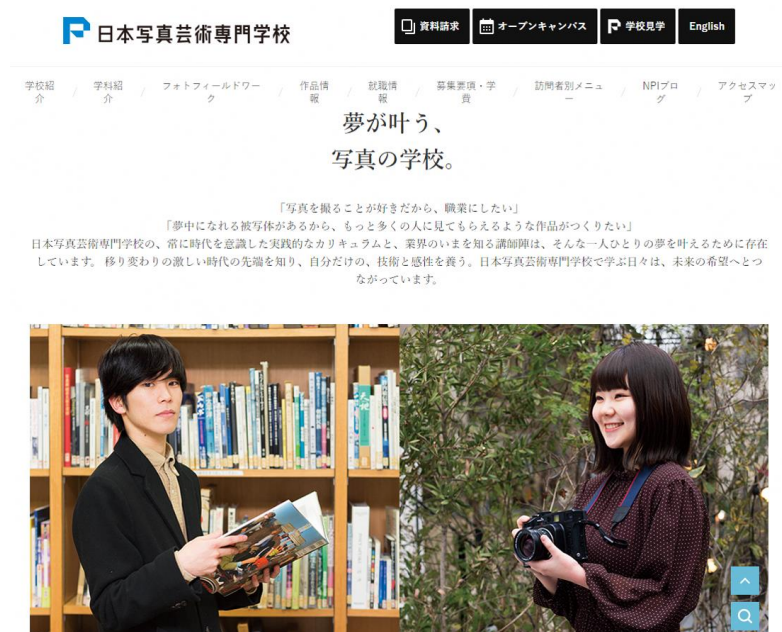 日本写真芸術専門学校
資料請求
オープンキャンパス
学校見学
English
学校紹
介
/
学科紹
介
/
フォトフィールドワー
ク
/
作品情
報
/
就職情
報
/
募集要項・学
費
/
訪問者別メニュ
ー
/
NPIブロ
グ
/
アクセスマッ
プ
夢が叶う、
写真の学校。
「写真を撮ることが好きだから、職業にしたい」
「夢中になれる被写体があるから、もっと多くの人に見てもらえるような作品がつくりたい」
日本写真芸術専門学校の、常に時代を意識した実践的なカリキュラムと、業界のいまを知る講師陣は、そんな一人ひとりの夢を叶えるために存在
しています。 移り変わりの激しい時代の先端を知り、自分だけの、技術と感性を養う。日本写真芸術専門学校で学ぶ日々は、未来の希望へとつ
ながっています。